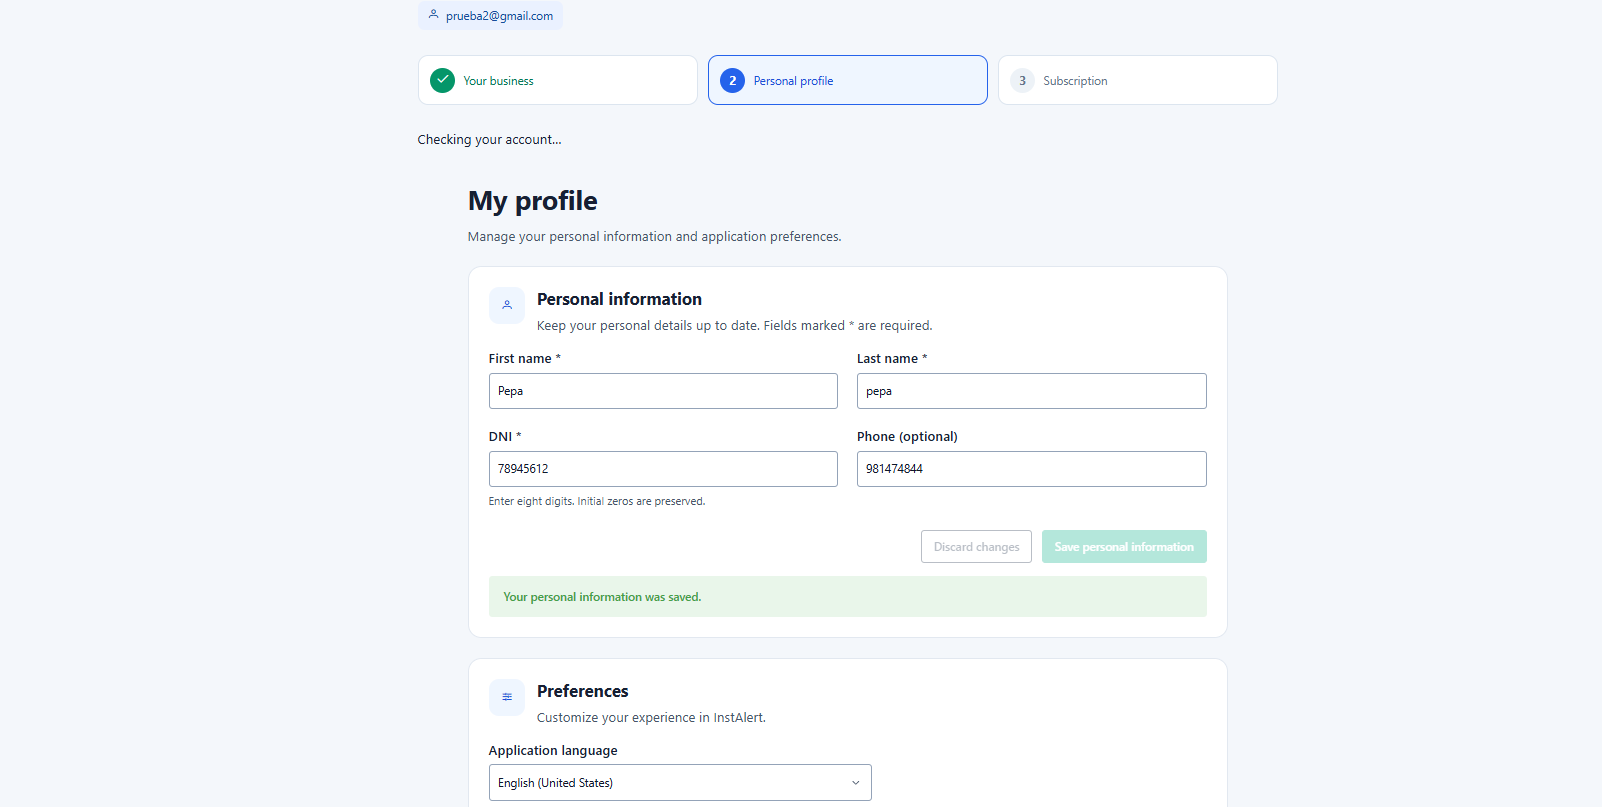 prueba2@gmail.com
Your business
2 Personal profile
3 Subscription
Checking your account...
My profile
Manage your personal information and application preferences.
Personal information
Keep your personal details up to date. Fields marked * are required.
First name *
Last name *
Pepa
pepa
DNI *
Phone (optional)
78945612
981474844
Enter eight digits. Initial zeros are preserved.
Discard changes
Save personal information
Your personal information was saved.
Preferences
Customize your experience in InstAlert.
Application language
English (United States)